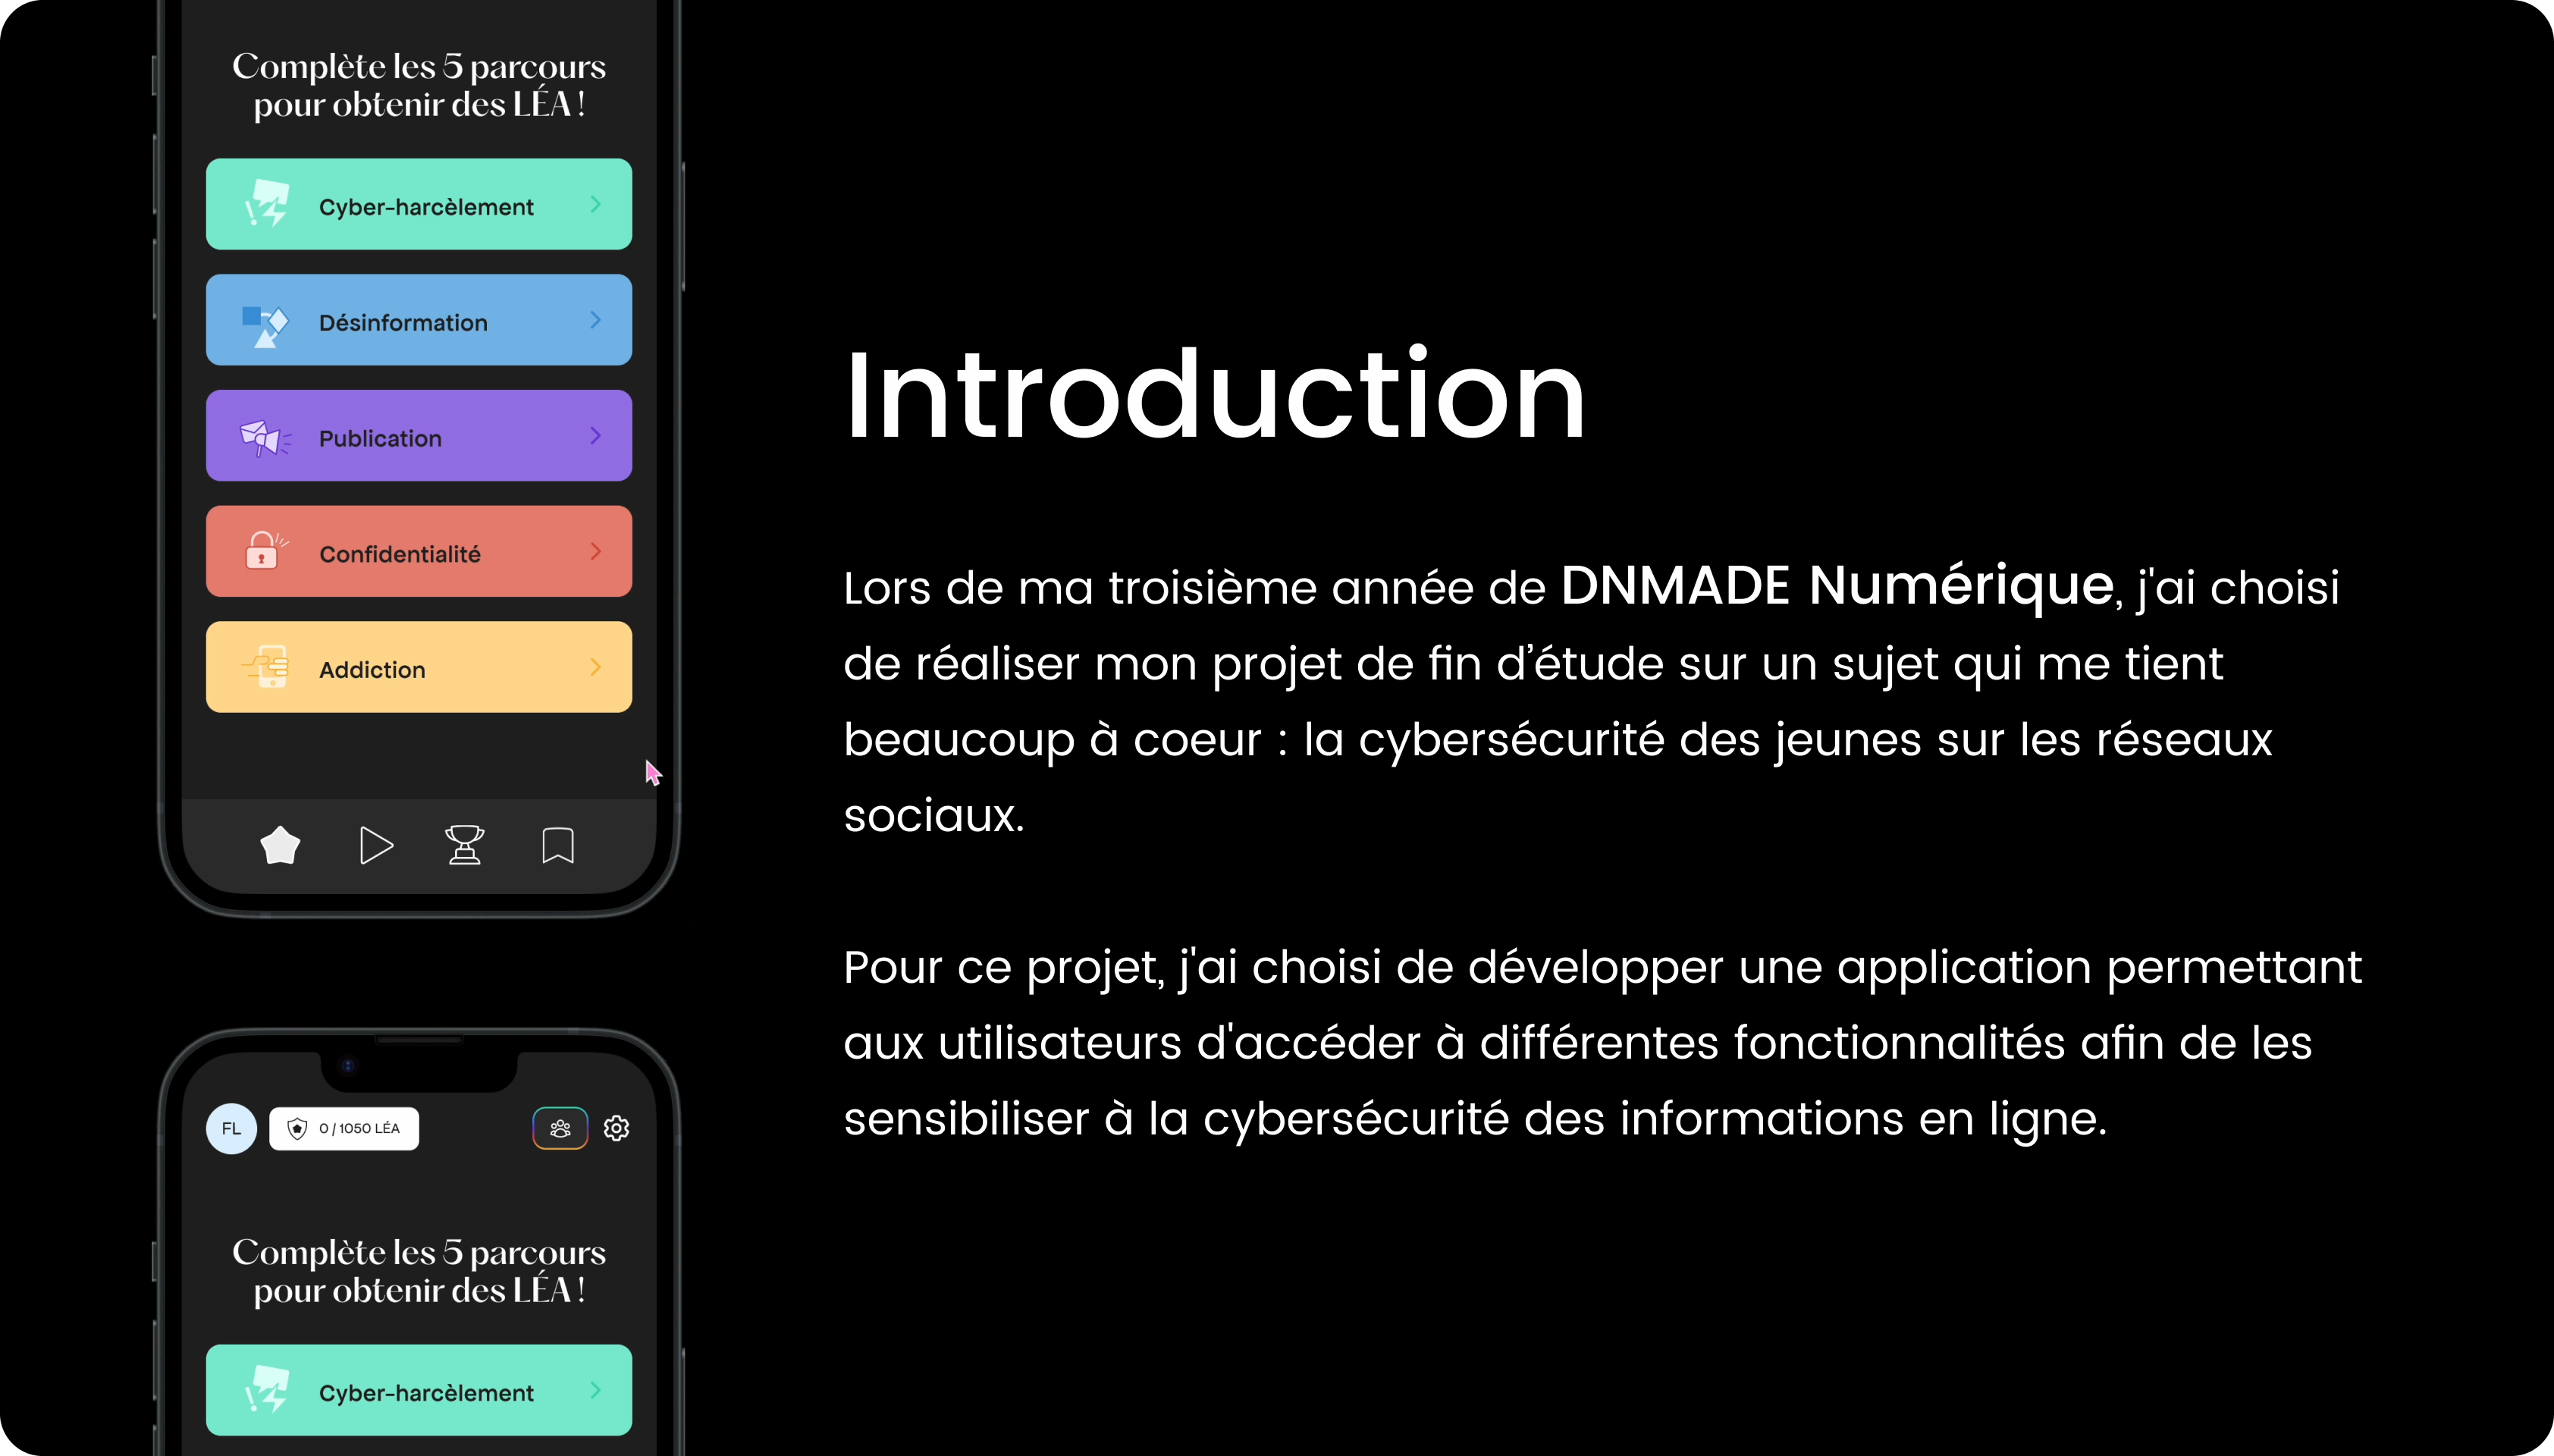 Complète les 5 parcours
pour obtenir des LÉA !
Cyber-harcèlement
Désinformation
Publication
Confidentialité
Addiction
FL
0 / 1050 LÉA
Complète les 5 parcours
pour obtenir des LÉA !
Cyber-harcèlement
Introduction
Lors de ma troisième année de DNMADE Numérique, j'ai choisi
de réaliser mon projet de fin d’étude sur un sujet qui me tient
beaucoup à coeur : la cybersécurité des jeunes sur les réseaux
sociaux.
Pour ce projet, j'ai choisi de développer une application permettant
aux utilisateurs d'accéder à différentes fonctionnalités afin de les
sensibiliser à la cybersécurité des informations en ligne.